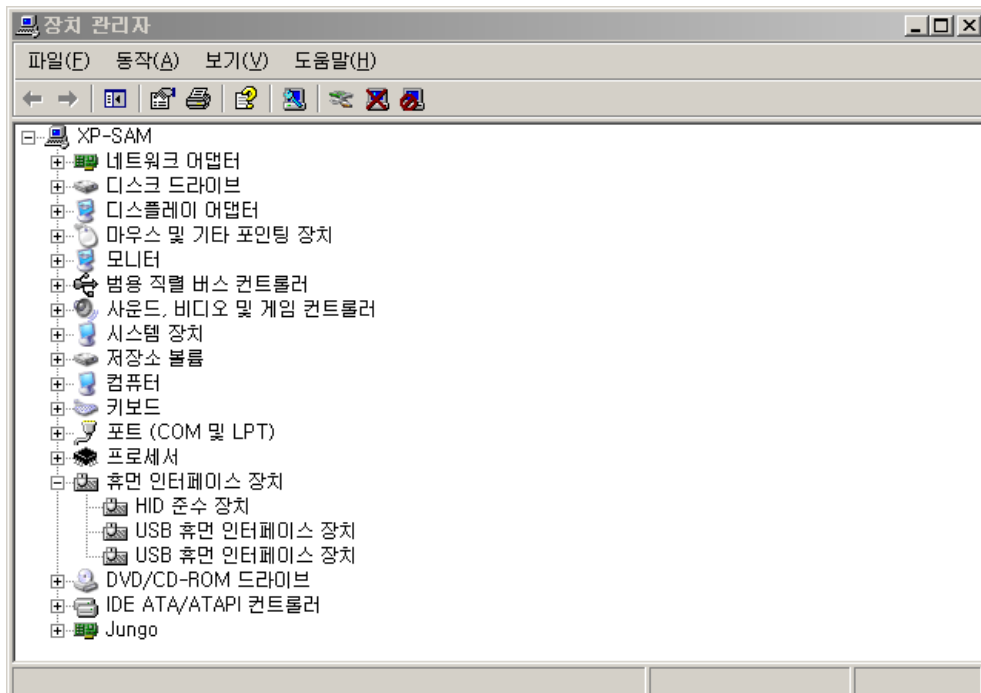 장치 관리자
파일(F) 동작(A) 보기(V) 도움말(H)
XP-SAM
네트워크 어댑터
디스크 드라이브
디스플레이 어댑터
마우스 및 기타 포인팅 장치
모니터
범용 직렬 버스 컨트롤러
사운드, 비디오 및 게임 컨트롤러
시스템 장치
저장소 볼륨
컴퓨터
키보드
포트 (COM 및 LPT)
프로세서
휴먼 인터페이스 장치
HID 준수 장치
USB 휴먼 인터페이스 장치
USB 휴먼 인터페이스 장치
DVD/CD-ROM 드라이브
IDE ATA/ATAPI 컨트롤러
Jungo